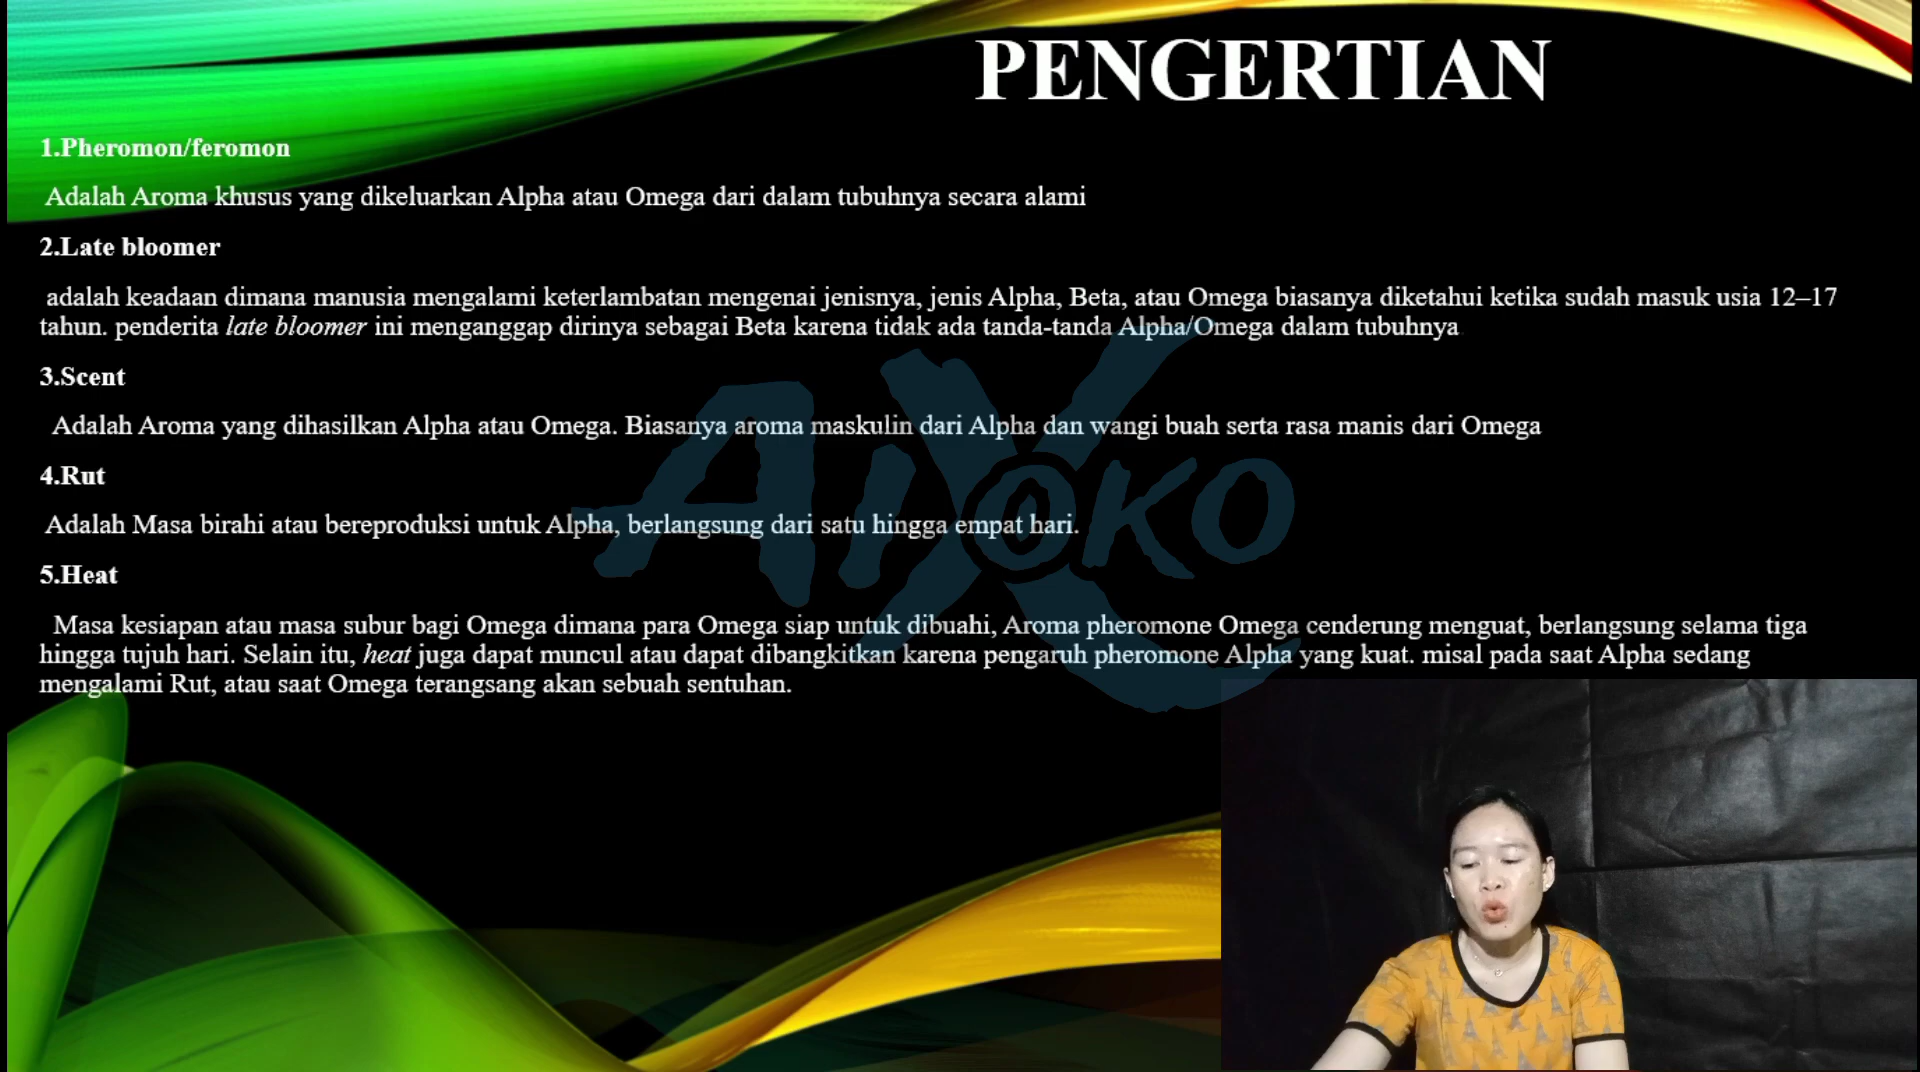 PENGERTIAN
1.Pheromon/feromon
Adalah Aroma khusus yang dikeluarkan Alpha atau Omega dari dalam tubuhnya secara alami
2.Late bloomer
adalah keadaan dimana manusia mengalami keterlambatan mengenai jenisnya, jenis Alpha, Beta, atau Omega biasanya diketahui ketika sudah masuk usia 12–17
tahun. penderita late bloomer ini menganggap dirinya sebagai Beta karena tidak ada tanda-tanda Alpha/Omega dalam tubuhnya
3.Scent
Adalah Aroma yang dihasilkan Alpha atau Omega. Biasanya aroma maskulin dari Alpha dan wangi buah serta rasa manis dari Omega
4.Rut
Adalah Masa birahi atau bereproduksi untuk Alpha, berlangsung dari satu hingga empat hari.
5.Heat
Masa kesiapan atau masa subur bagi Omega dimana para Omega siap untuk dibuahi, Aroma pheromone Omega cenderung menguat, berlangsung selama tiga
hingga tujuh hari. Selain itu, heat juga dapat muncul atau dapat dibangkitkan karena pengaruh pheromone Alpha yang kuat. misal pada saat Alpha sedang
mengalami Rut, atau saat Omega terangsang akan sebuah sentuhan.